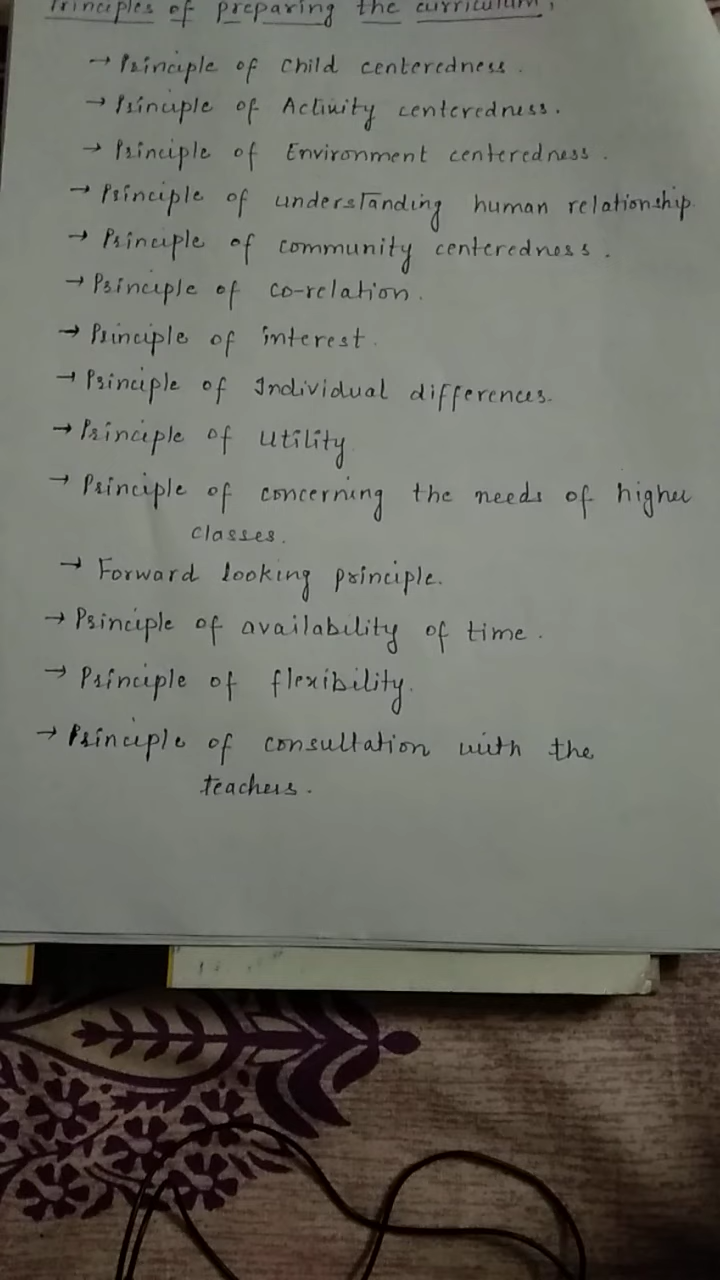 Principles of preparing the curriculum:
→ Principle of child centeredness.
→ Principle of Activity centeredness.
→ Principle of Environment centeredness.
→ Principle of understanding human relationship.
→ Principle of community centeredness.
→ Principle of co-relation.
→ Principle of interest.
→ Principle of Individual differences.
→ Principle of utility
→ Principle of concerning the needs of higher
classes.
→ Forward looking principle.
→ Principle of availability of time.
→ Principle of flexibility.
→ Principle of consultation with the
teachers.